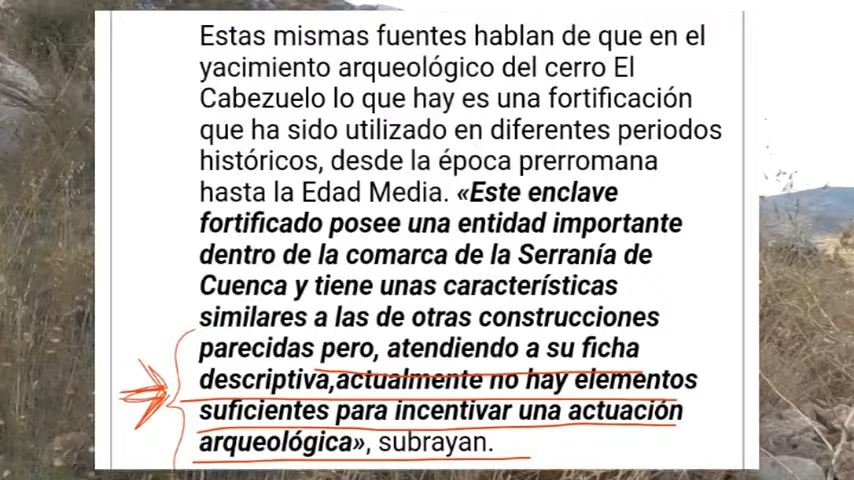 Estas mismas fuentes hablan de que en el
yacimiento arqueológico del cerro El
Cabezuelo lo que hay es una fortificación
que ha sido utilizado en diferentes periodos
históricos, desde la época prerromana
hasta la Edad Media. «Este enclave
fortificado posee una entidad importante
dentro de la comarca de la Serranía de
Cuenca y tiene unas características
similares a las de otras construcciones
parecidas pero, atendiendo a su ficha
descriptiva,actualmente no hay elementos
suficientes para incentivar una actuación
arqueológica», subrayan.